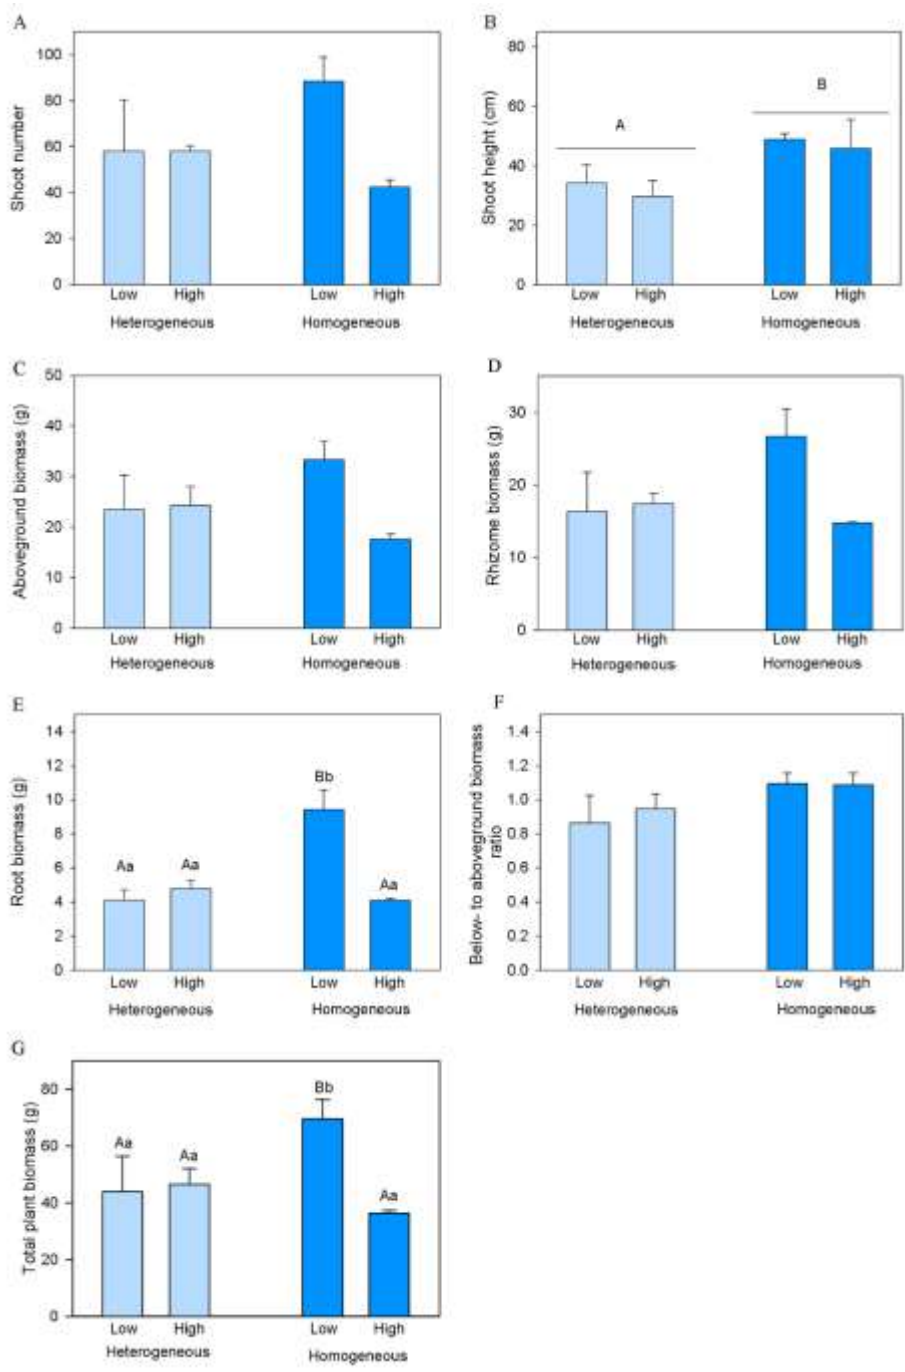 A
Shoot number
100
80
60
40
20
0
Low High Low High
Heterogeneous Homogeneous
B
Shoot height (cm)
80
60
40
20
0
A
B
Low High Low High
Heterogeneous Homogeneous
C
Aboveground biomass (g)
50
40
30
20
10
0
Low High Low High
Heterogeneous Homogeneous
D
Rhizome biomass (g)
30
20
10
0
Low High Low High
Heterogeneous Homogeneous
E
Root biomass (g)
14
12
10
8
6
4
2
0
Aa Aa Bb Aa
Low High Low High
Heterogeneous Homogeneous
F
Below- to aboveground biomass
ratio
1.4
1.2
1.0
0.8
0.6
0.4
0.2
0.0
Low High Low High
Heterogeneous Homogeneous
G
Total plant biomass (g)
80
60
40
20
0
Aa Aa Bb Aa
Low High Low High
Heterogeneous Homogeneous